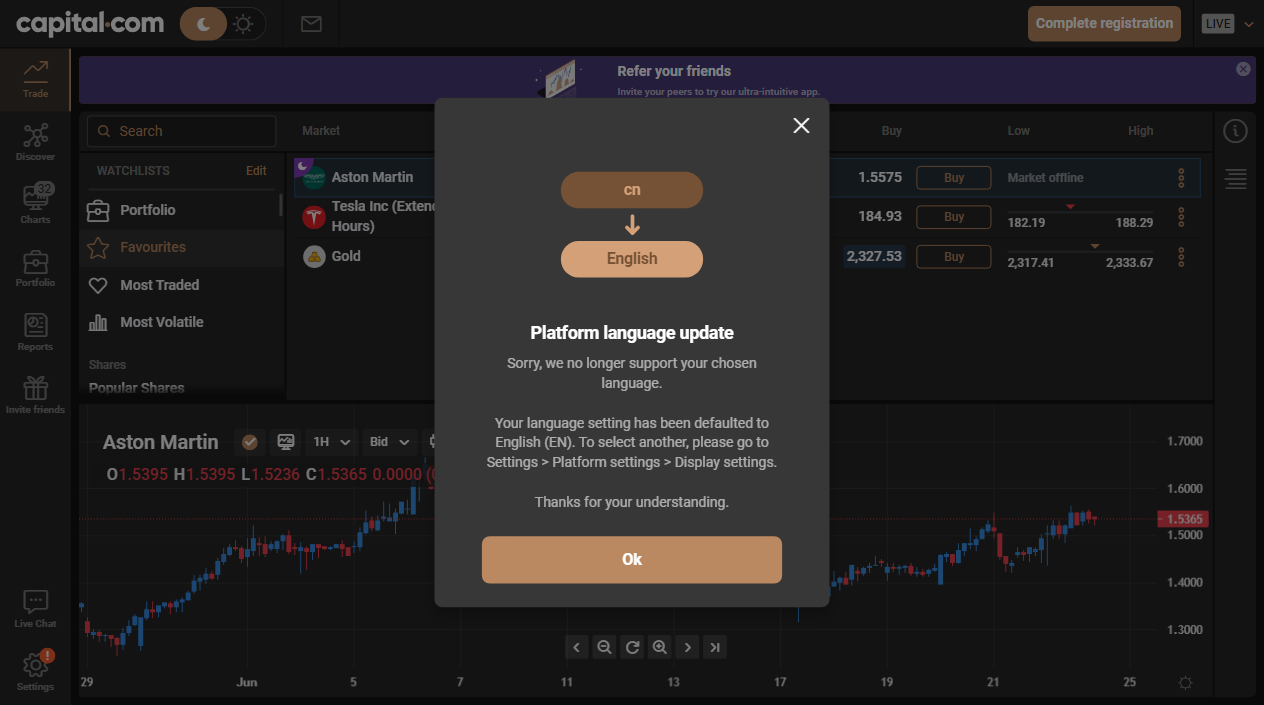 capital.com
Complete registration
LIVE
Trade
Refer your friends
Invite your peers to try our ultra-intuitive app.
Discover
32
Charts
Portfolio
Reports
Invite friends
Live Chat
!
Settings
Search
WATCHLISTS
Edit
Portfolio
Favourites
Most Traded
Most Volatile
Shares
Popular Shares
Market
Buy
Low
High
Aston Martin
1.5575
Buy
Market offline
Tesla Inc (Extend
Hours)
184.93
Buy
182.19
188.29
Gold
2,327.53
Buy
2,317.41
2,333.67
cn
English
Platform language update
Sorry, we no longer support your chosen
language.
Your language setting has been defaulted to
English (EN). To select another, please go to
Settings > Platform settings > Display settings.
Thanks for your understanding.
Ok
Aston Martin
1H
Bid
O1.5395 H1.5395 L1.5236 C1.5365 0.0000
1.7000
1.6000
1.5365
1.5000
1.4000
1.3000
29
Jun
5
7
11
13
17
19
21
25